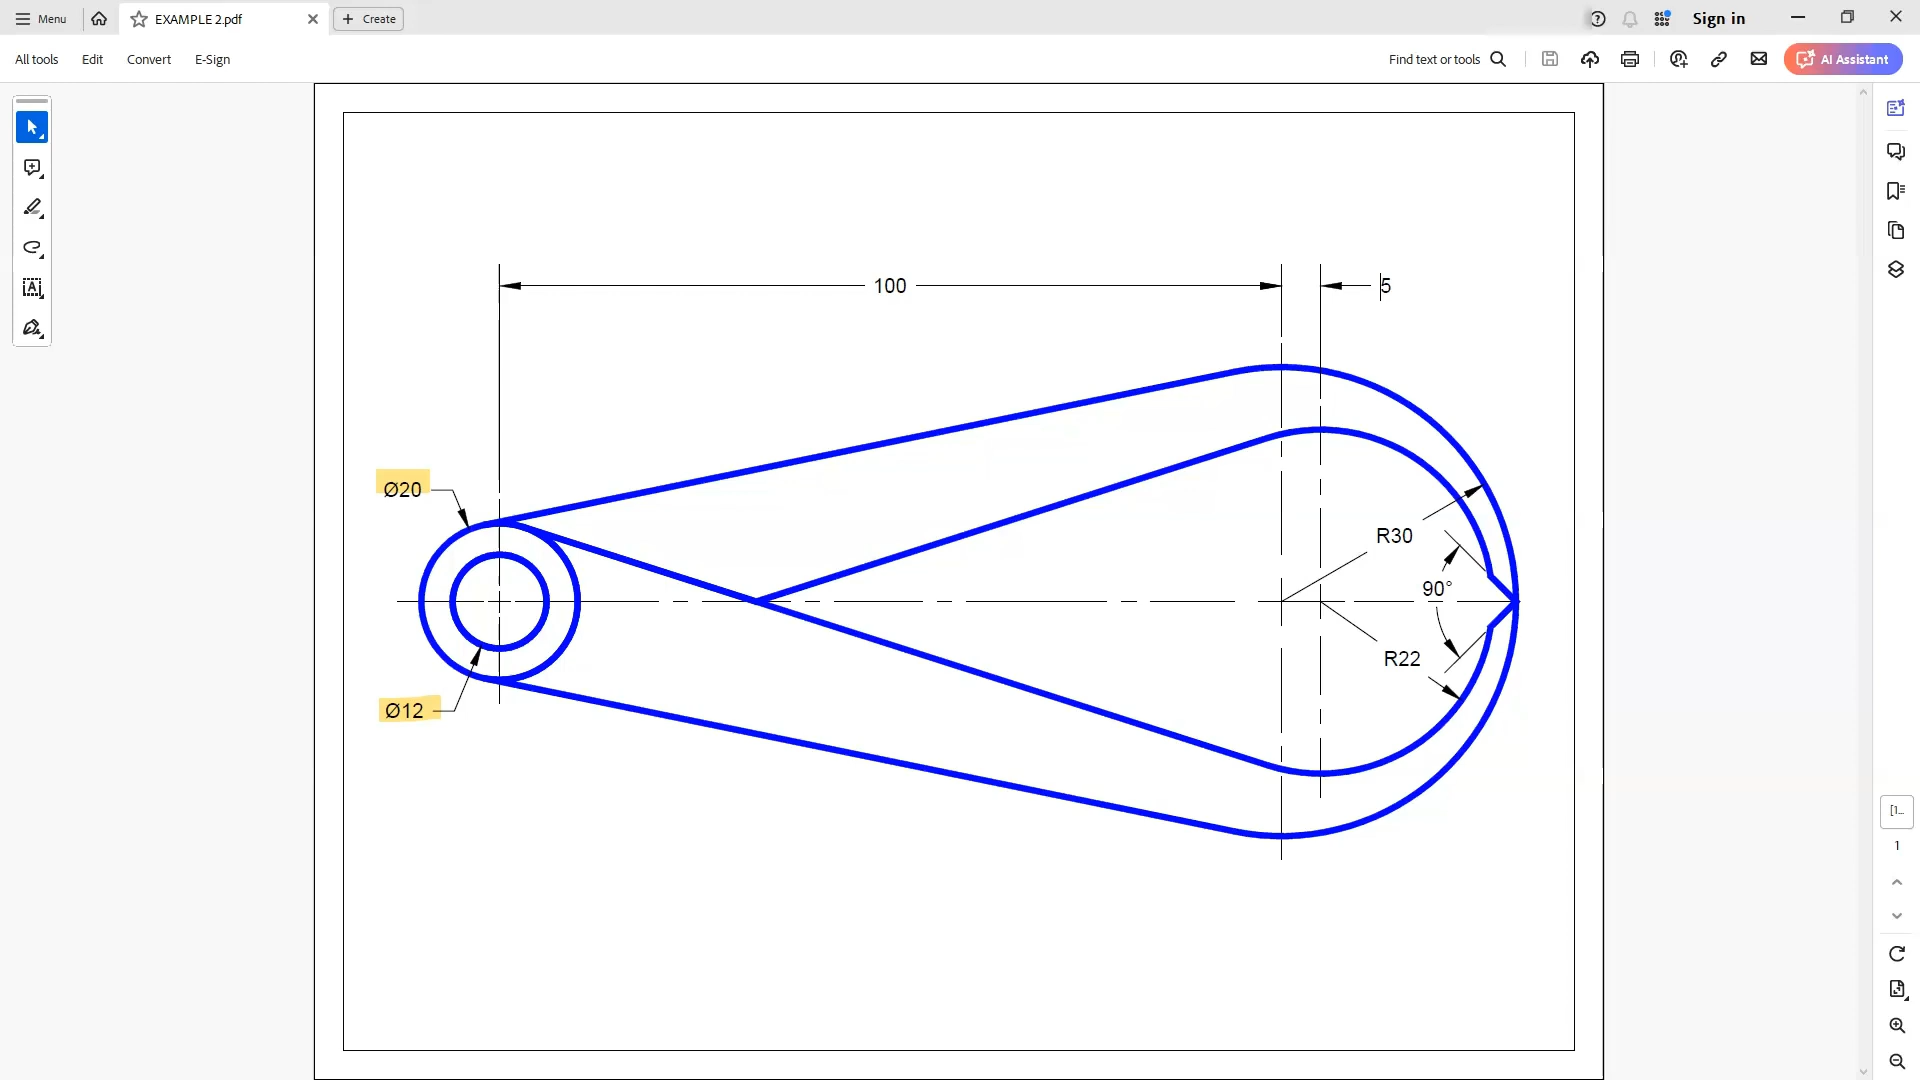 Menu
EXAMPLE 2.pdf
Create
Sign in
All tools
Edit
Convert
E-Sign
Find text or tools
AI Assistant
100
5
Ø20
R30
90°
R22
Ø12
[1...
1